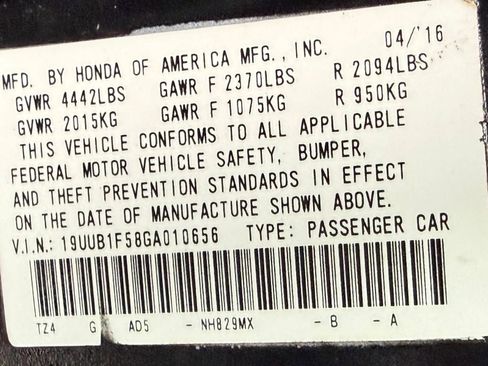 MFD. BY HONDA OF AMERICA MFG., INC. 04/'16
GVWR 4442LBS GAWR F 2370LBS R 2094LBS
GVWR 2015KG GAWR F 1075KG R 950KG
THIS VEHICLE CONFORMS TO ALL APPLICABLE
FEDERAL MOTOR VEHICLE SAFETY, BUMPER,
AND THEFT PREVENTION STANDARDS IN EFFECT
ON THE DATE OF MANUFACTURE SHOWN ABOVE.
V.I.N.: 19UUB1F58GA010656 TYPE: PASSENGER CAR
TZ4 G AD5 - NH829MX - B - A